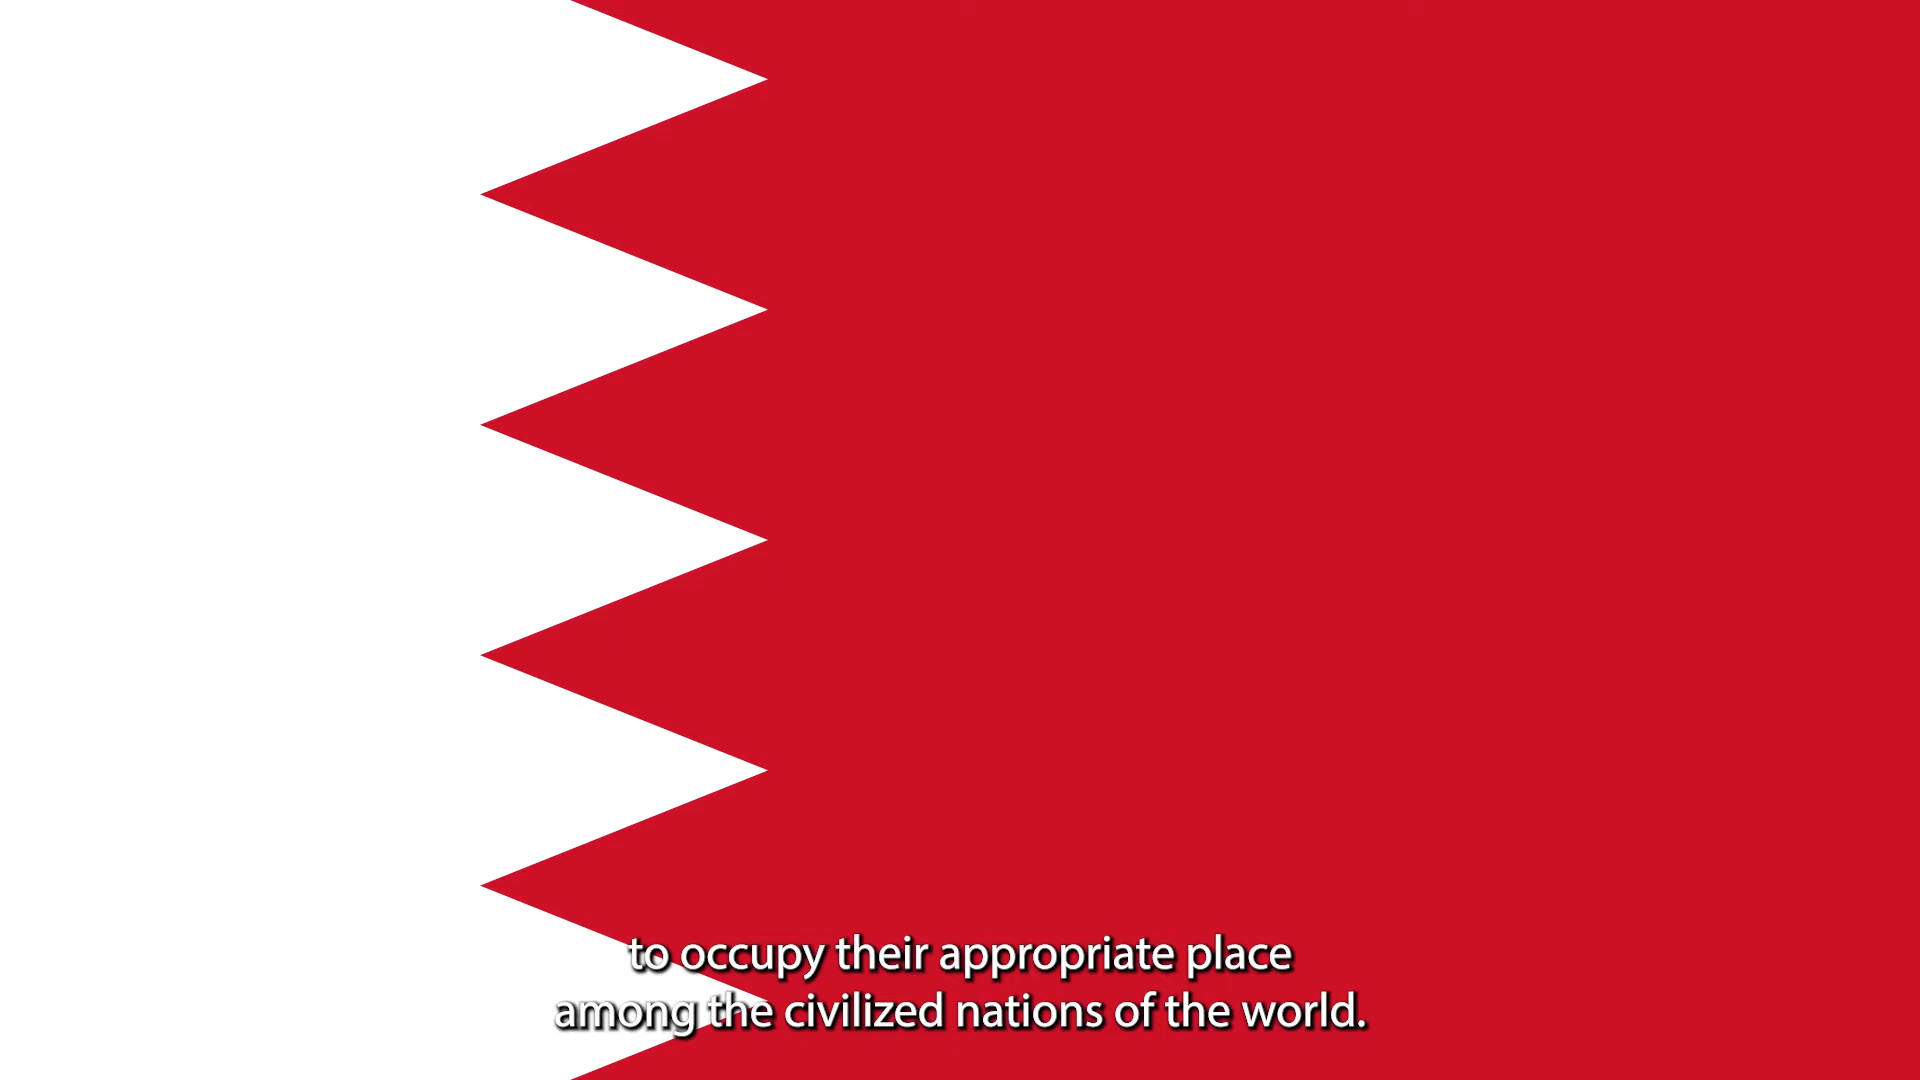 to occupy their appropriate place
among the civilized nations of the world.